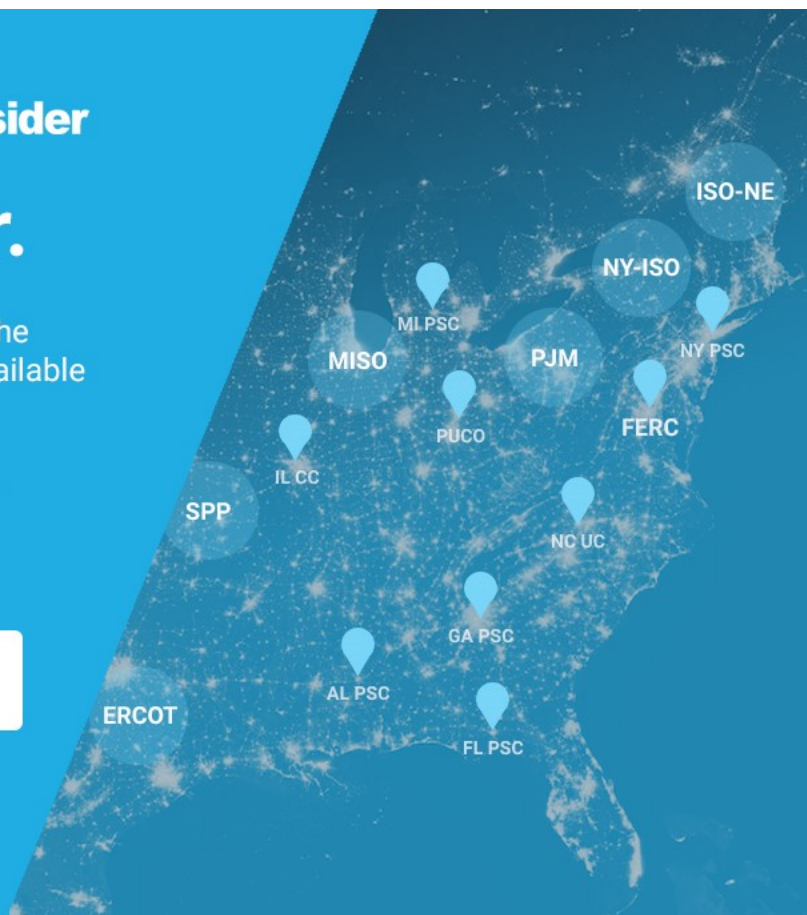 sider
r.
he
ailable
ISO-NE
NY-ISO
MI PSC
NY PSC
MISO
PJM
PUCO
FERC
IL CC
SPP
NC UC
GA PSC
AL PSC
ERCOT
FL PSC